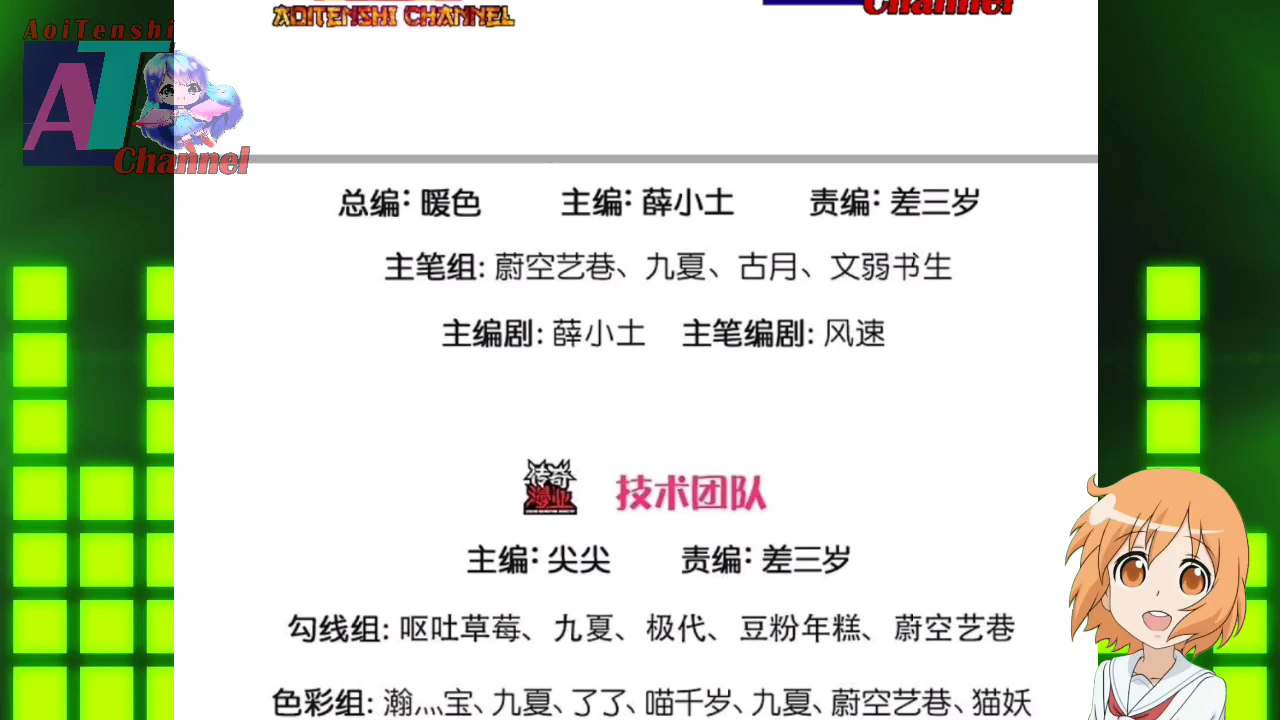 AOITENSHI CHANNEL
Channel
AoiTenshi
AT
Channel
总编: 暖色 主编: 薛小土 责编: 差三岁
主笔组: 蔚空艺巷、九夏、古月、文弱书生
主编剧: 薛小土 主笔编剧: 风速
传奇
漫业
技术团队
主编: 尖尖 责编: 差三岁
勾线组: 呕吐草莓、九夏、极代、豆粉年糕、蔚空艺巷
色彩组: 瀚灬宝、九夏、了了、喵千岁、九夏、蔚空艺巷、猫妖